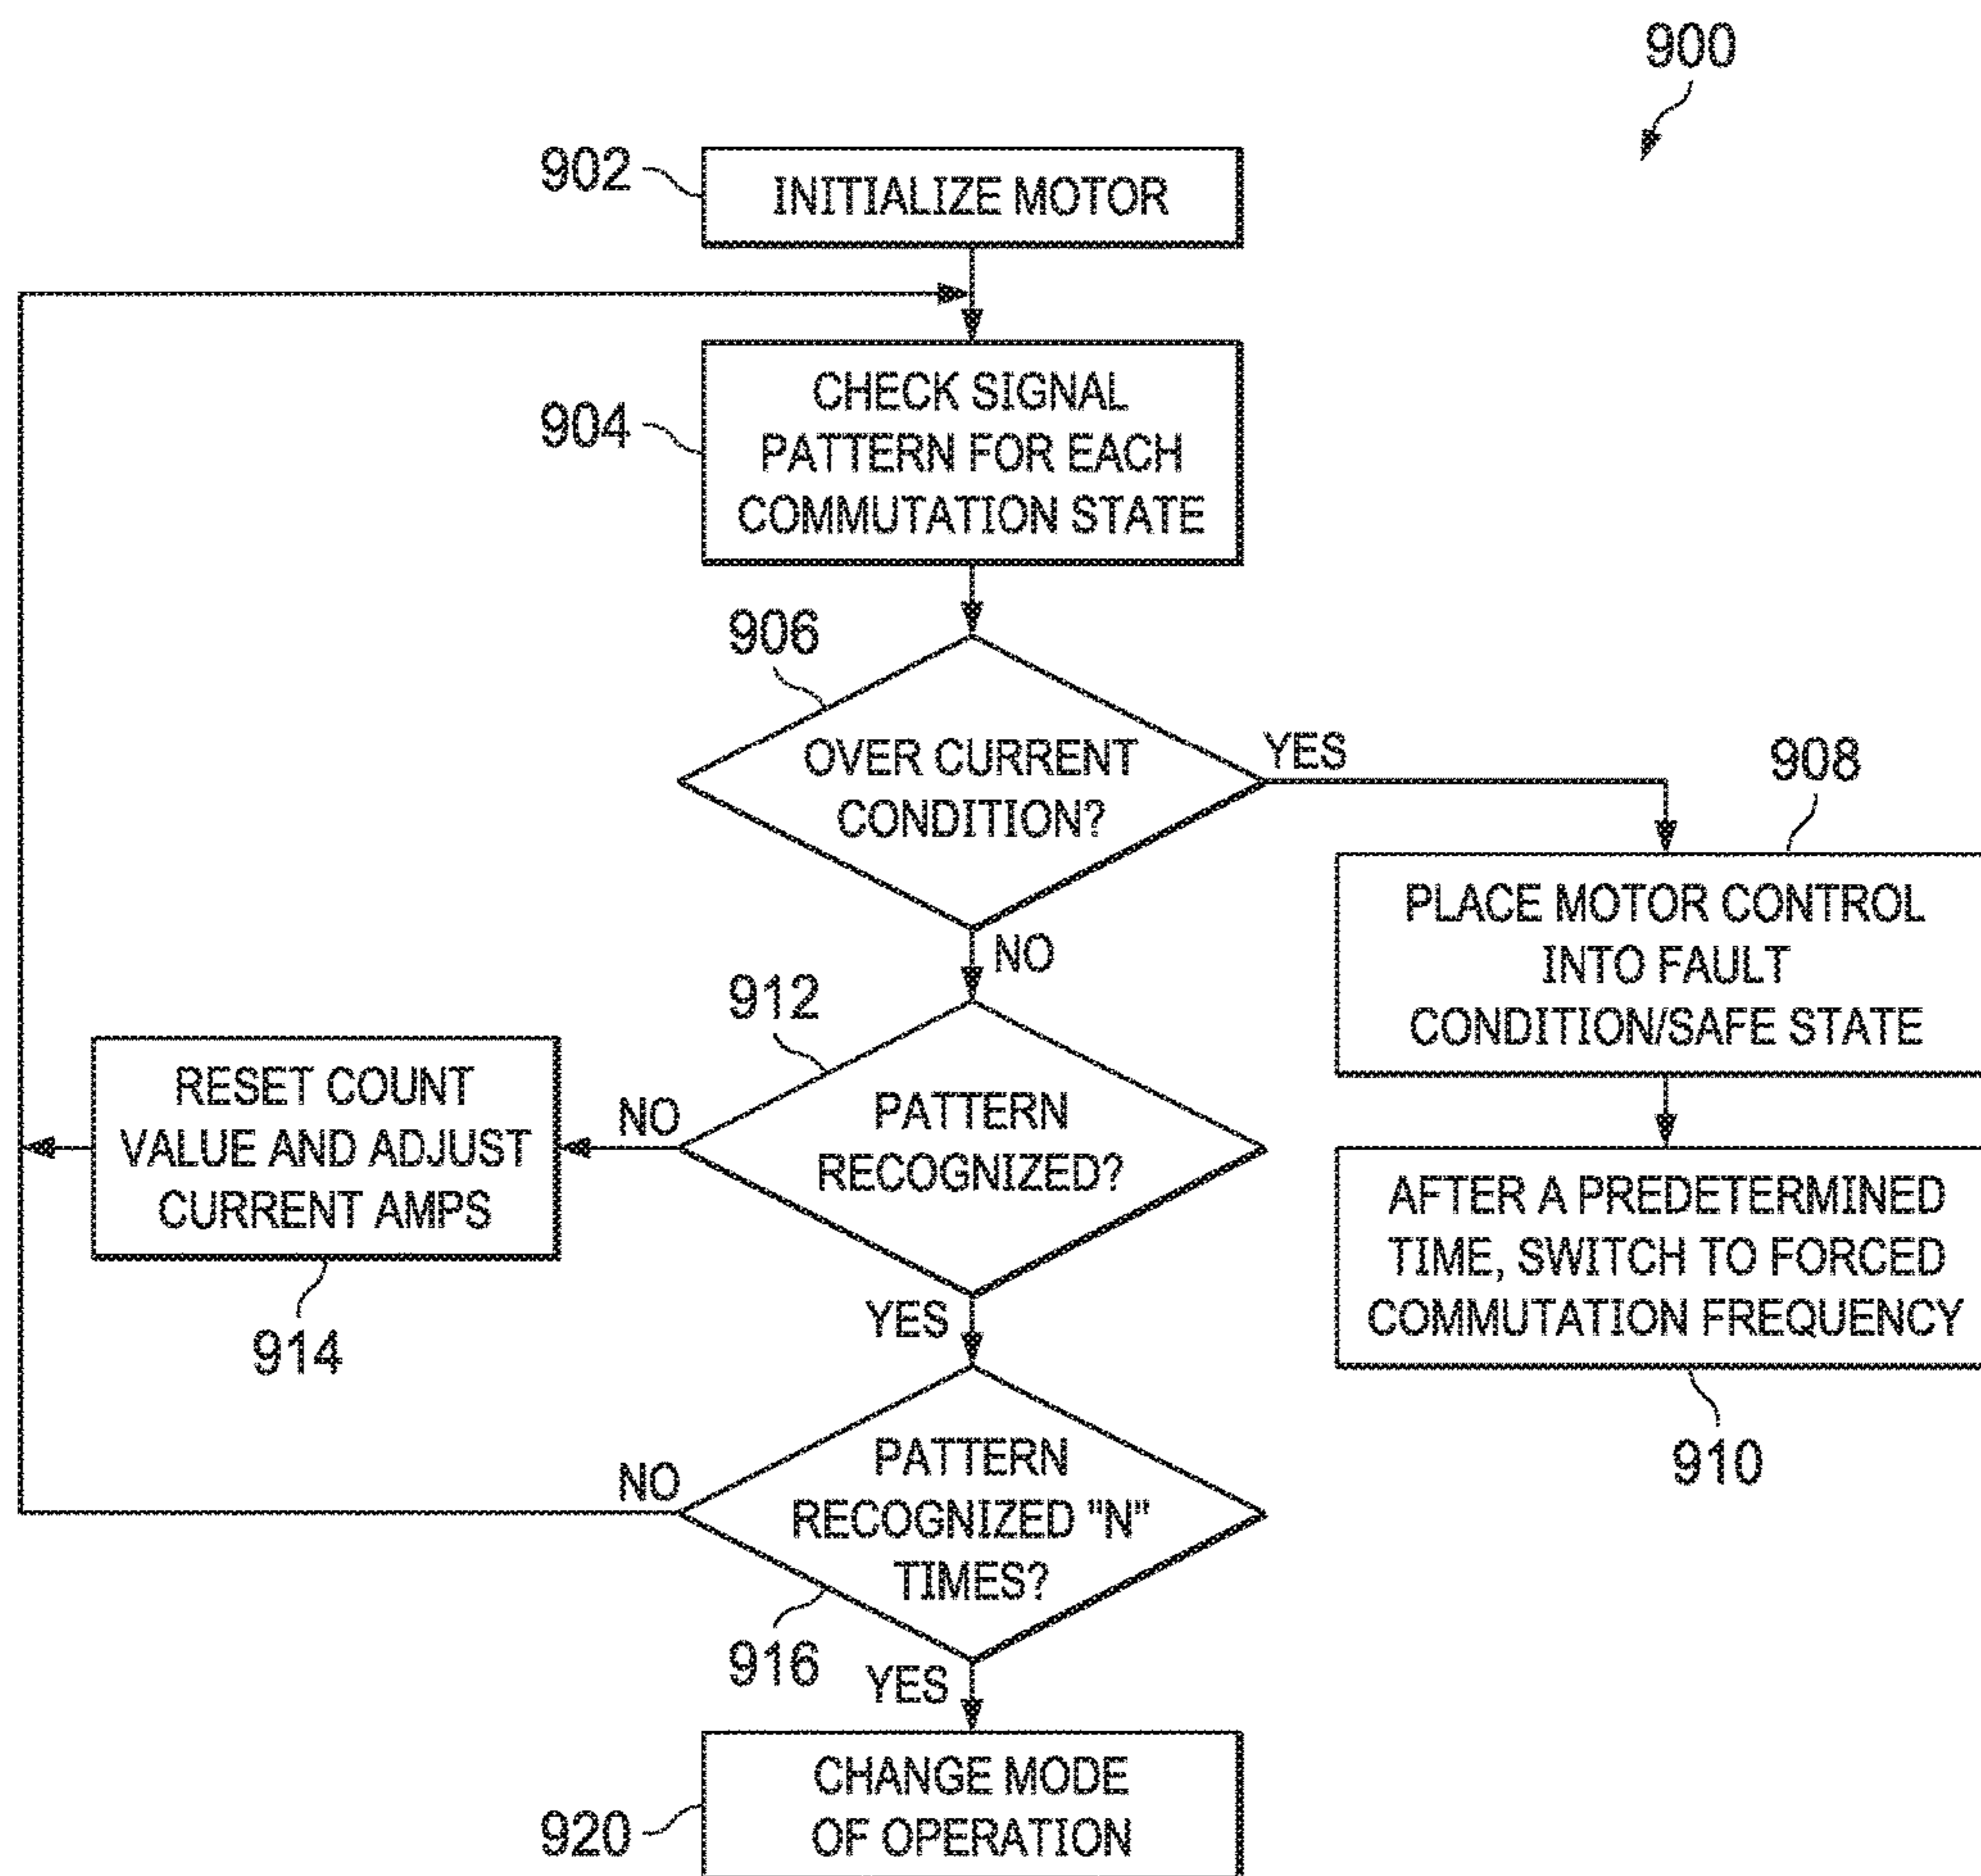 900
902
INITIALIZE MOTOR
904
CHECK SIGNAL
PATTERN FOR EACH
COMMUTATION STATE
906
OVER CURRENT
CONDITION?
YES
NO
908
PLACE MOTOR CONTROL
INTO FAULT
CONDITION/SAFE STATE
912
PATTERN
RECOGNIZED?
NO
YES
RESET COUNT
VALUE AND ADJUST
CURRENT AMPS
914
AFTER A PREDETERMINED
TIME, SWITCH TO FORCED
COMMUTATION FREQUENCY
910
PATTERN
RECOGNIZED "N"
TIMES?
NO
916
YES
920
CHANGE MODE
OF OPERATION